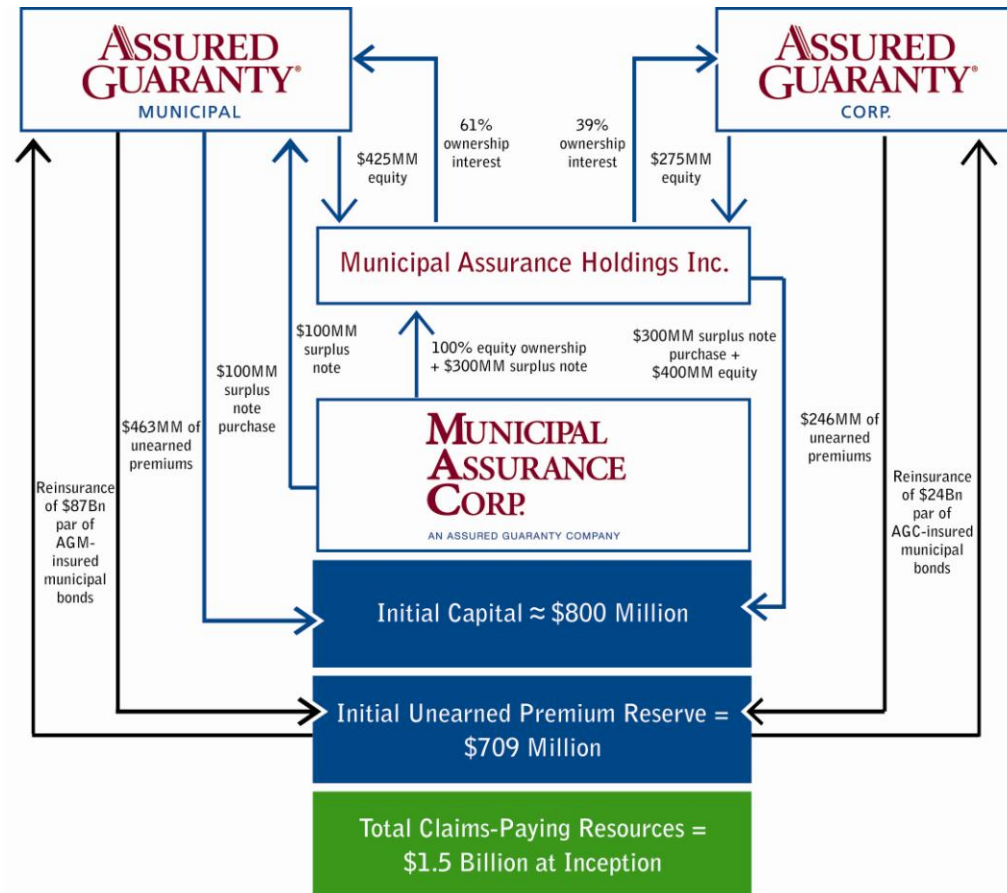 ASSURED
GUARANTY®
MUNICIPAL
ASSURED
GUARANTY®
CORP.
$425MM
equity
61%
ownership
interest
39%
ownership
interest
$275MM
equity
Municipal Assurance Holdings Inc.
$100MM
surplus
note
100% equity ownership
+ $300MM surplus note
$300MM surplus note
purchase +
$400MM equity
$100MM
surplus
note
purchase
$463MM of
unearned
premiums
$246MM of
unearned
premiums
Reinsurance
of $87Bn
par of
AGM-
insured
municipal
bonds
Reinsurance
of $24Bn
par of
AGC-insured
municipal
bonds
MUNICIPAL
ASSURANCE
CORP.
AN ASSURED GUARANTY COMPANY
Initial Capital ≈ $800 Million
Initial Unearned Premium Reserve =
$709 Million
Total Claims-Paying Resources =
$1.5 Billion at Inception